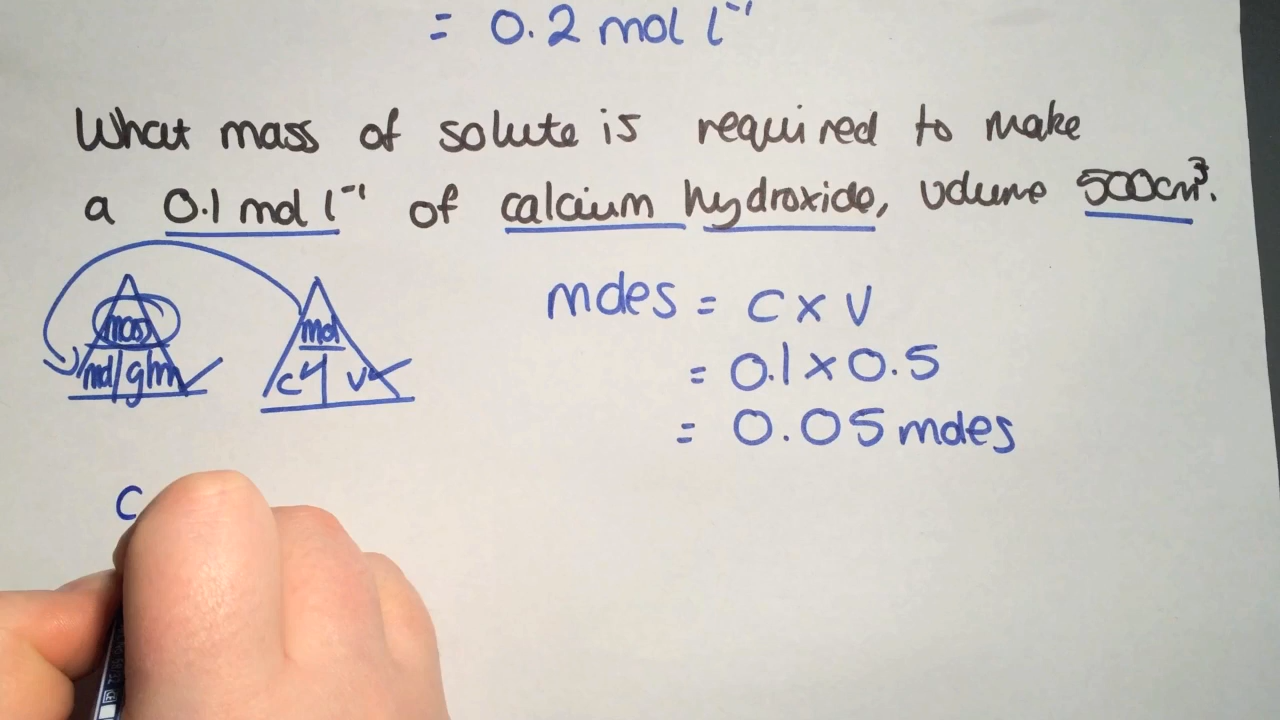 = 0.2 mol l⁻¹
What mass of solute is required to make
a 0.1 mol l⁻¹ of calcium hydroxide, volume 500cm³.
mass
mol gfm
mol
c v
moles = C x V
= 0.1 x 0.5
= 0.05 moles
C